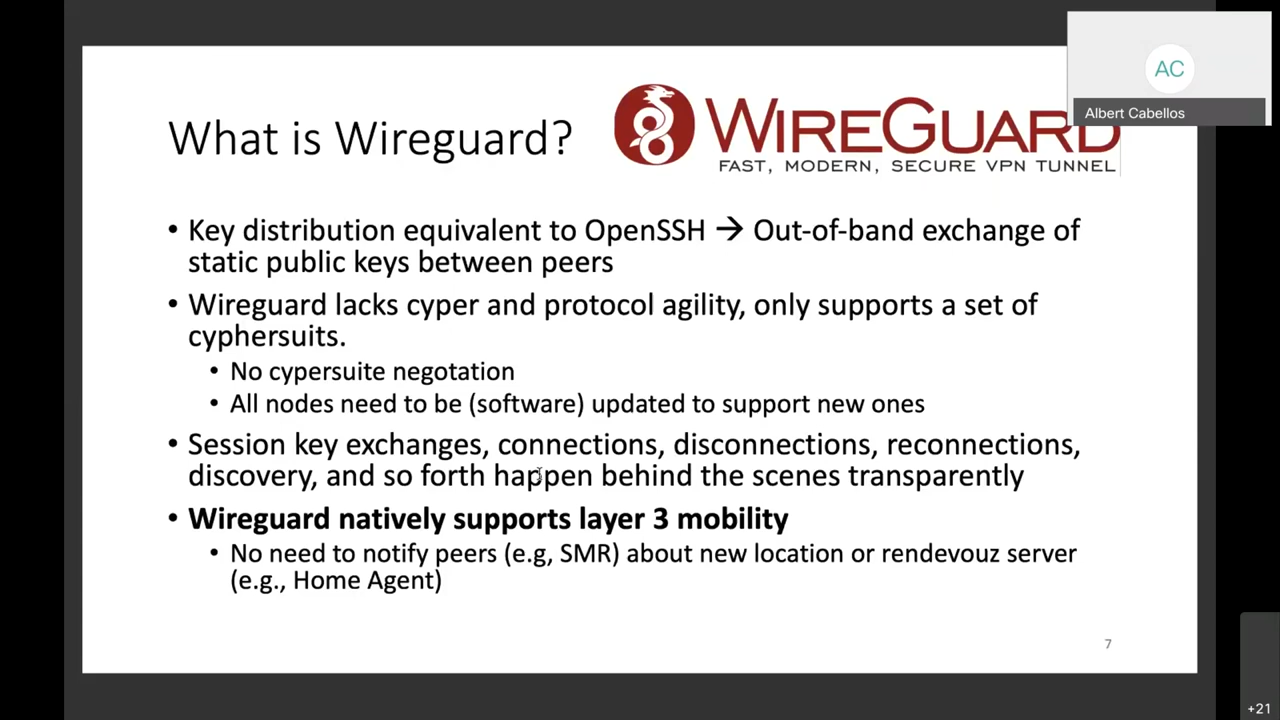 AC
Albert Cabellos
What is Wireguard?
WIREGUARD
FAST, MODERN, SECURE VPN TUNNEL
• Key distribution equivalent to OpenSSH → Out-of-band exchange of
static public keys between peers
• Wireguard lacks cyper and protocol agility, only supports a set of
cyphersuits.
• No cypersuite negotation
• All nodes need to be (software) updated to support new ones
• Session key exchanges, connections, disconnections, reconnections,
discovery, and so forth happen behind the scenes transparently
• Wireguard natively supports layer 3 mobility
• No need to notify peers (e.g, SMR) about new location or rendevouz server
(e.g., Home Agent)
7
+21